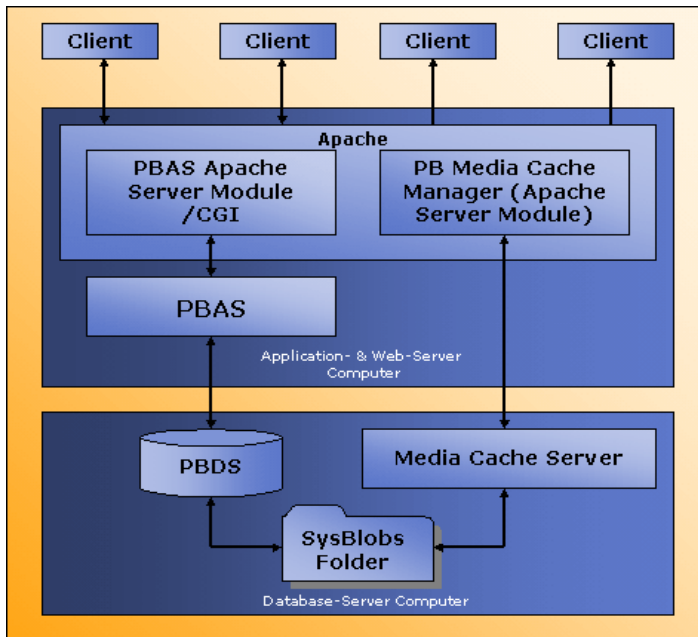 Client
Client
Client
Client
Apache
PBAS Apache
Server Module
/CGI
PB Media Cache
Manager (Apache
Server Module)
PBAS
Application- & Web-Server
Computer
PBDS
Media Cache Server
SysBlobs
Folder
Database-Server Computer